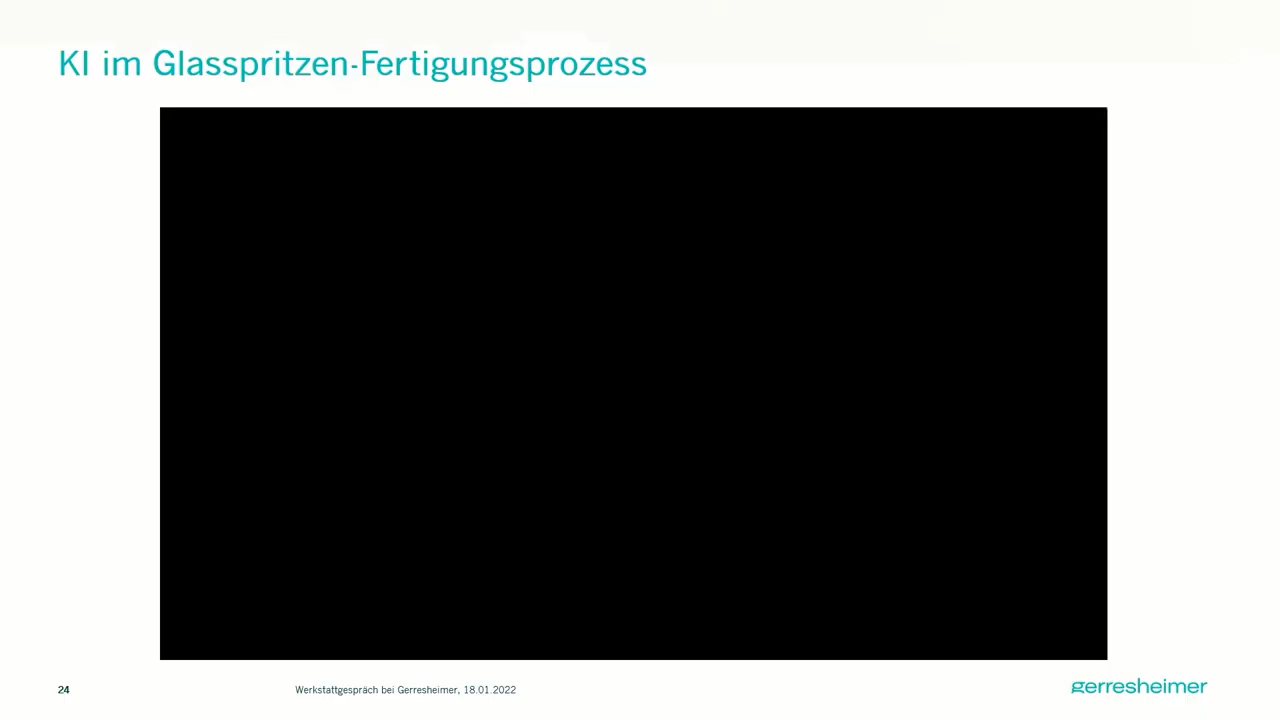 KI im Glasspritzen-Fertigungsprozess
24
Werkstattgespräch bei Gerresheimer, 18.01.2022
gerresheimer